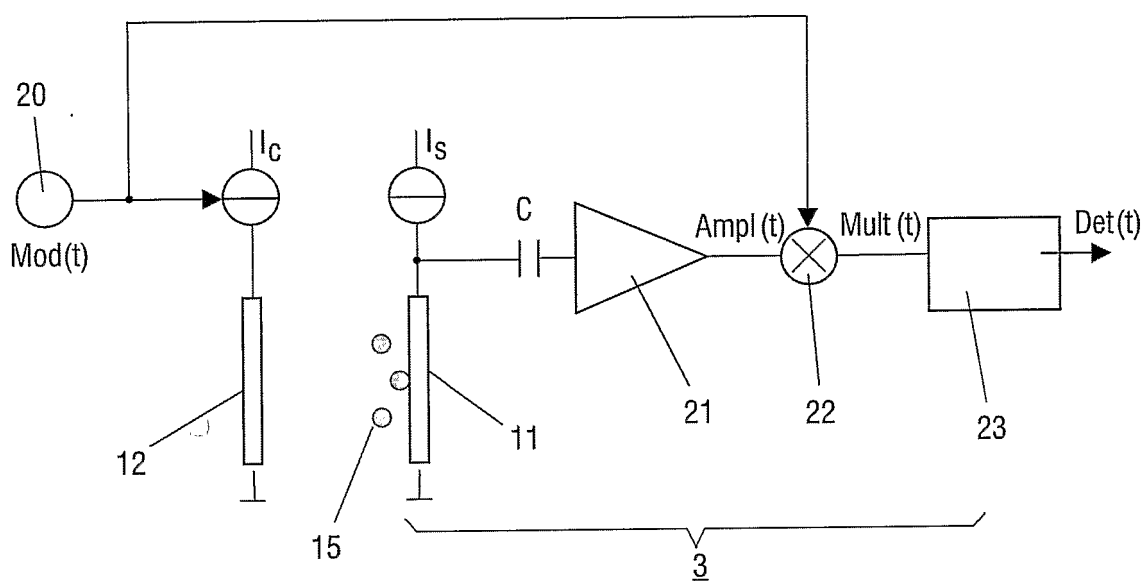 20
I_c
I_s
C
Ampl (t)
Mult (t)
Det(t)
Mod(t)
21
22
23
12
11
15
3